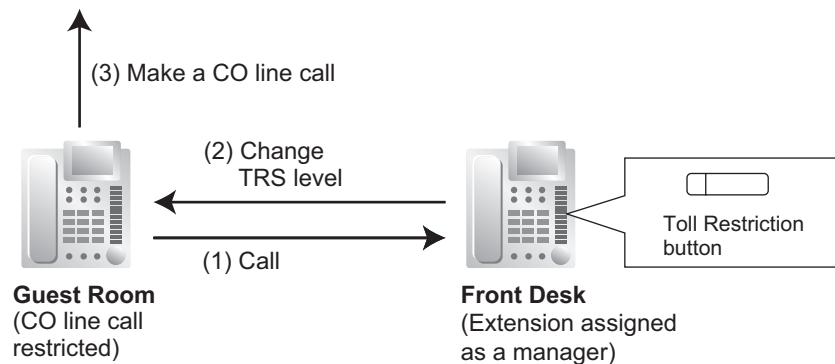 (3) Make a CO line call
(2) Change
TRS level
(1) Call
Toll Restriction
button
Guest Room
(CO line call
restricted)
Front Desk
(Extension assigned
as a manager)